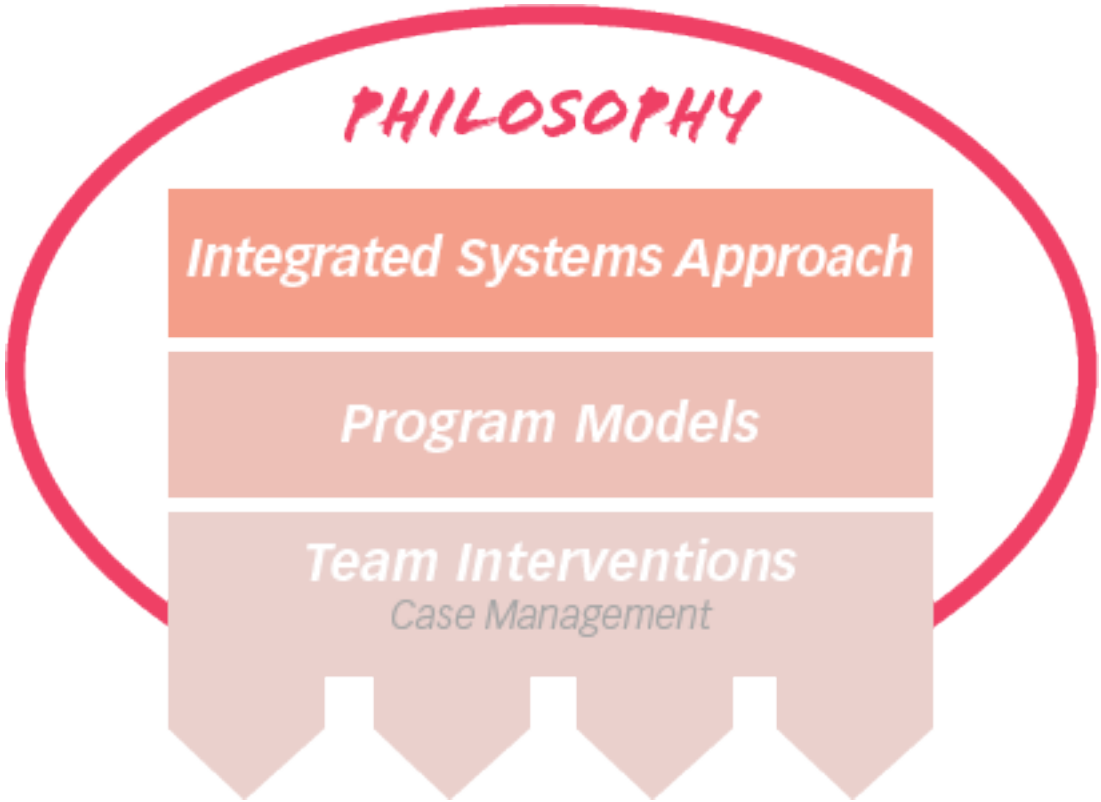 PHILOSOPHY
Integrated Systems Approach
Program Models
Team Interventions
Case Management